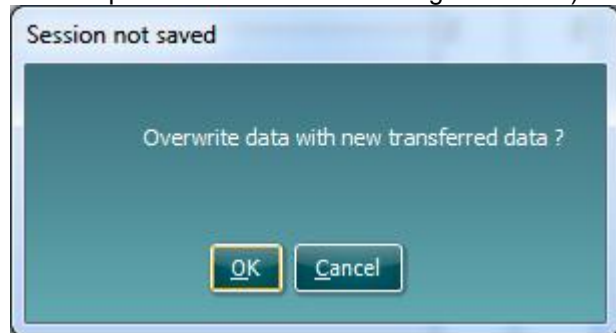 Session not saved
Overwrite data with new transferred data ?
OK Cancel